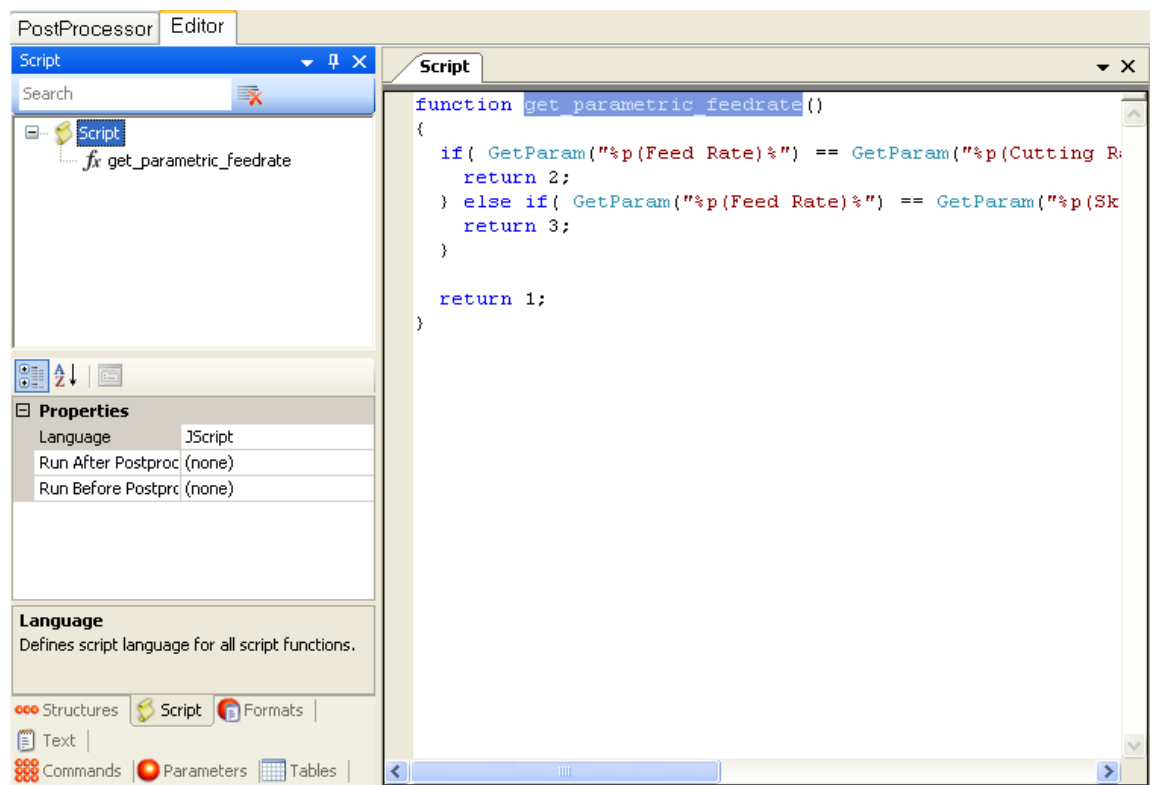 PostProcessor Editor
Script
Search
Script
fx get_parametric_feedrate
Properties
Language JScript
Run After Postproc (none)
Run Before Postprc (none)
Language
Defines script language for all script functions.
Structures Script Formats
Text
Commands Parameters Tables
Script
function get_parametric_feedrate()
{
if( GetParam("%p(Feed Rate)%") == GetParam("%p(Cutting Ra
return 2;
} else if( GetParam("%p(Feed Rate)%") == GetParam("%p(Sk
return 3;
}
return 1;
}